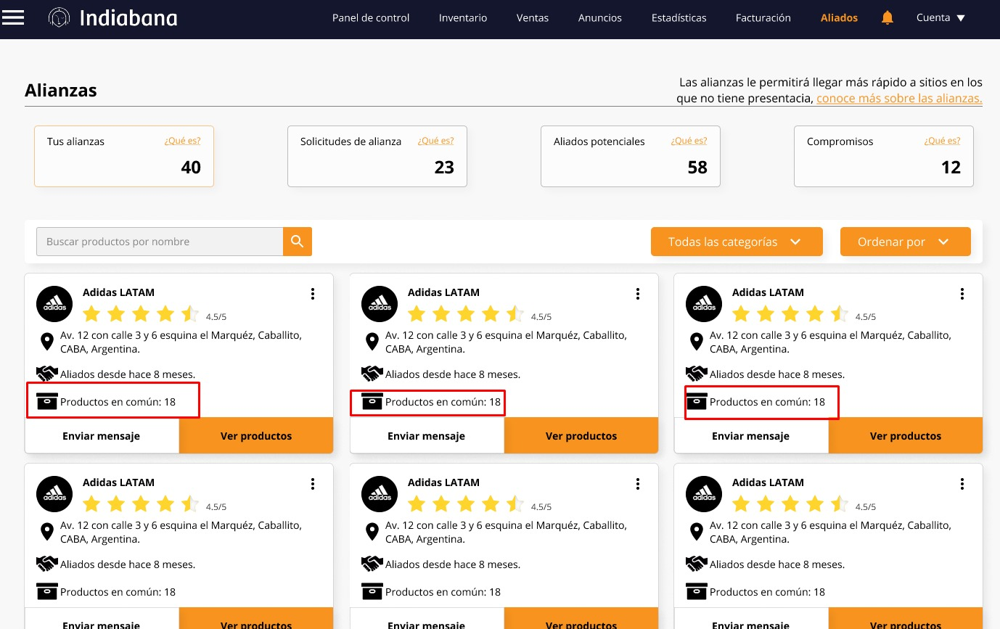 Indiabana
Panel de control
Inventario
Ventas
Anuncios
Estadísticas
Facturación
Aliados
Cuenta
Alianzas
Las alianzas le permitirá llegar más rápido a sitios en los
que no tiene presentacia, conoce más sobre las alianzas.
Tus alianzas
¿Qué es?
40
Solicitudes de alianza
¿Qué es?
23
Aliados potenciales
¿Qué es?
58
Compromisos
¿Qué es?
12
Buscar productos por nombre
Todas las categorías
Ordenar por
adidas
Adidas LATAM
4.5/5
Av. 12 con calle 3 y 6 esquina el Marquéz, Caballito,
CABA, Argentina.
Aliados desde hace 8 meses.
Productos en común: 18
Enviar mensaje
Ver productos
adidas
Adidas LATAM
4.5/5
Av. 12 con calle 3 y 6 esquina el Marquéz, Caballito,
CABA, Argentina.
Aliados desde hace 8 meses.
Productos en común: 18
Enviar mensaje
Ver productos
adidas
Adidas LATAM
4.5/5
Av. 12 con calle 3 y 6 esquina el Marquéz, Caballito,
CABA, Argentina.
Aliados desde hace 8 meses.
Productos en común: 18
Enviar mensaje
Ver productos
adidas
Adidas LATAM
4.5/5
Av. 12 con calle 3 y 6 esquina el Marquéz, Caballito,
CABA, Argentina.
Aliados desde hace 8 meses.
Productos en común: 18
Enviar mensaje
Ver productos
adidas
Adidas LATAM
4.5/5
Av. 12 con calle 3 y 6 esquina el Marquéz, Caballito,
CABA, Argentina.
Aliados desde hace 8 meses.
Productos en común: 18
Enviar mensaje
Ver productos
adidas
Adidas LATAM
4.5/5
Av. 12 con calle 3 y 6 esquina el Marquéz, Caballito,
CABA, Argentina.
Aliados desde hace 8 meses.
Productos en común: 18
Enviar mensaje
Ver productos